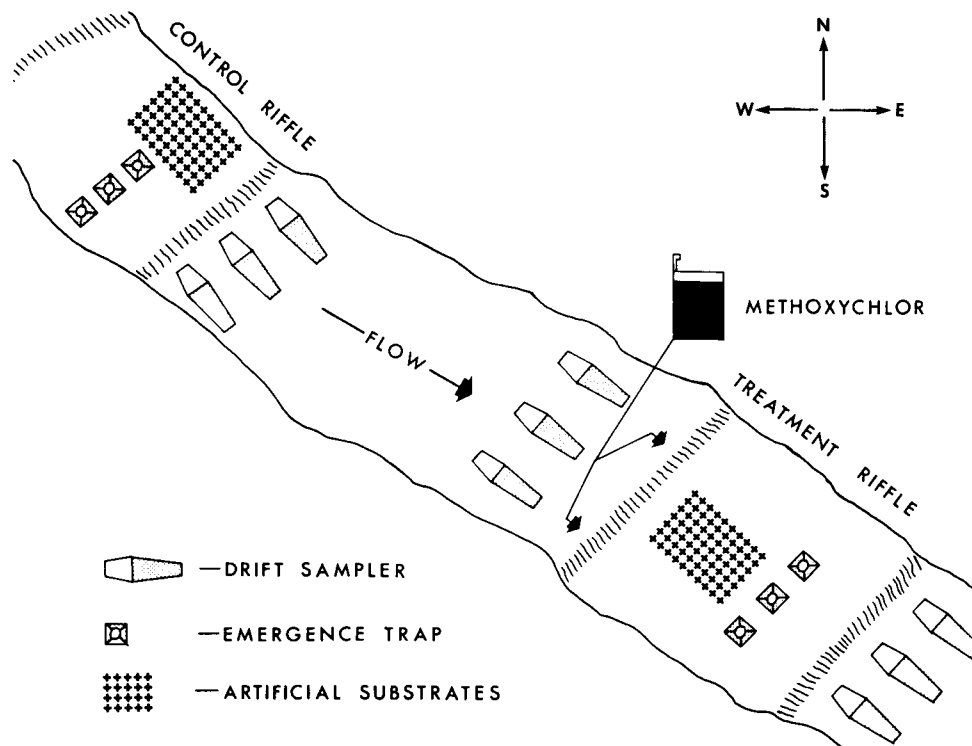 CONTROL RIFFLE
N
W E
S
METHOXYCHLOR
FLOW
TREATMENT RIFFLE
—DRIFT SAMPLER
—EMERGENCE TRAP
—ARTIFICIAL SUBSTRATES